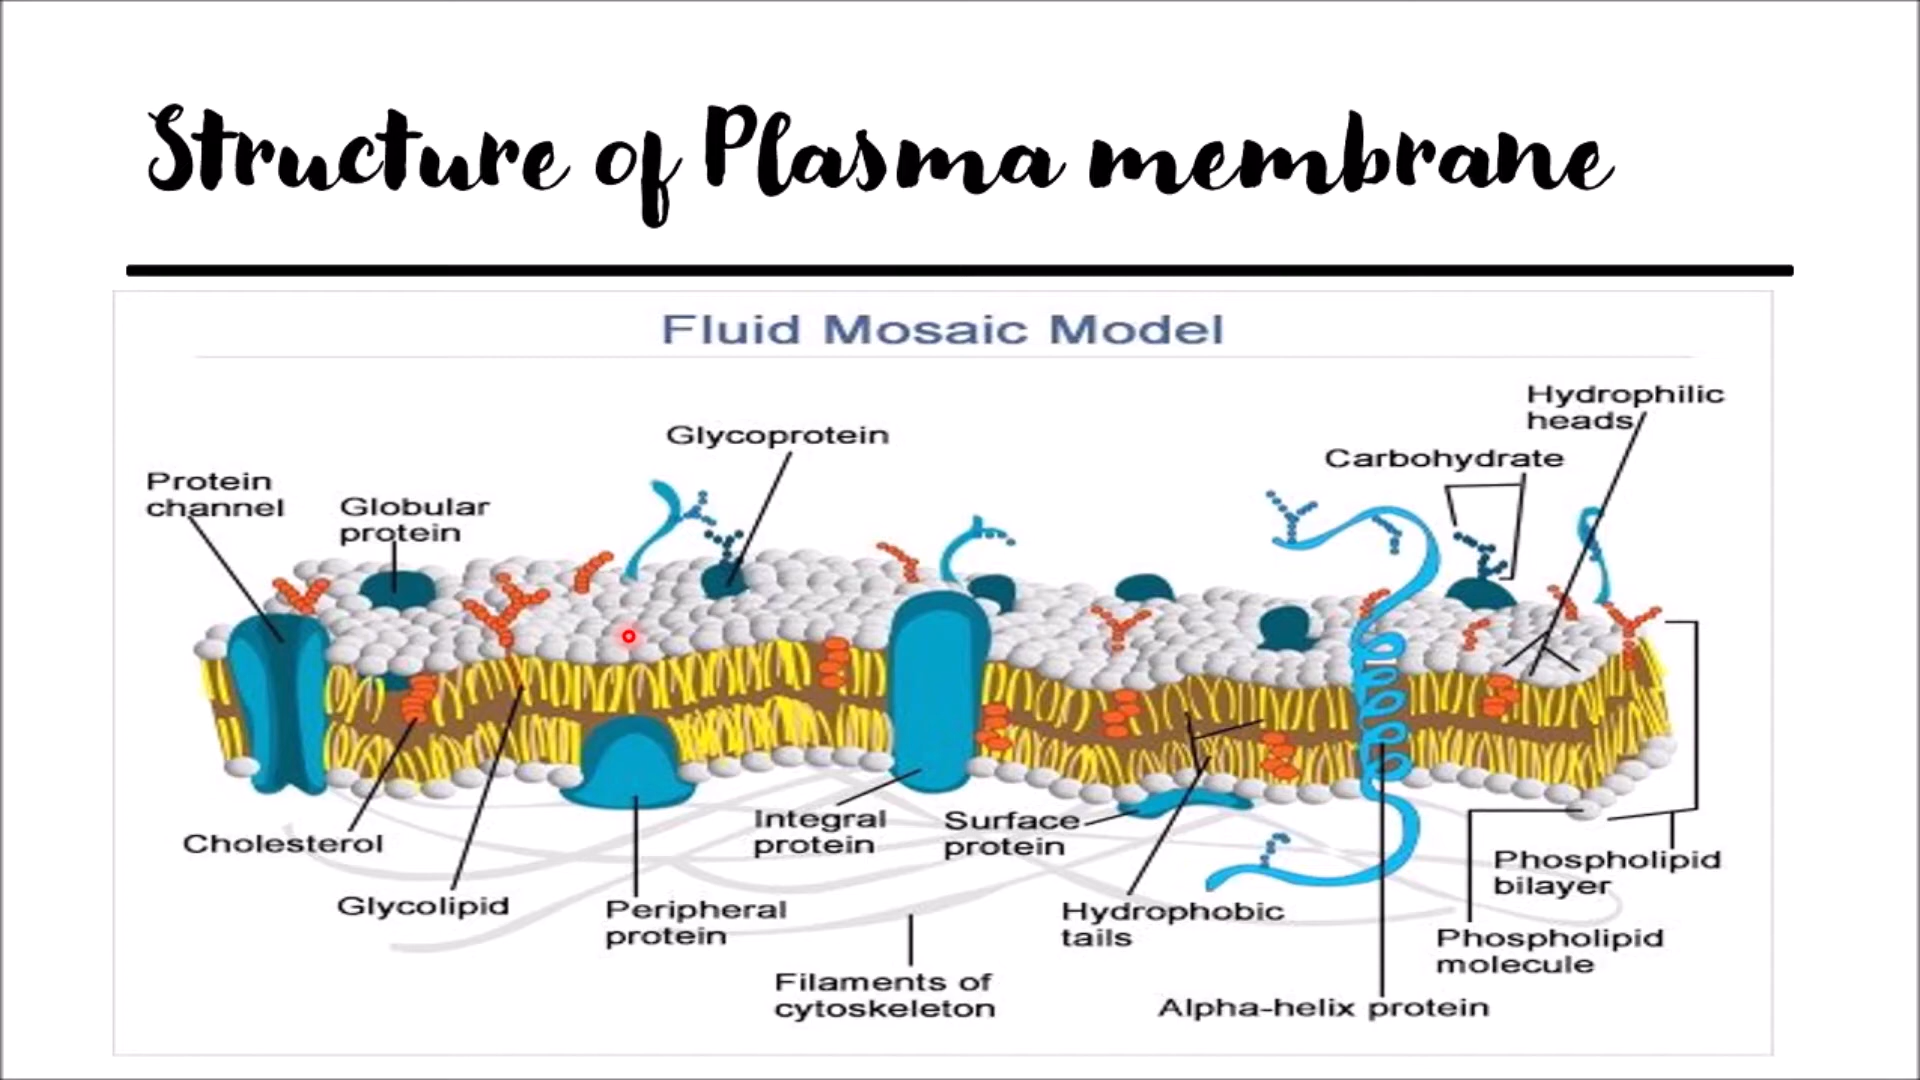 Structure of Plasma membrane
Fluid Mosaic Model
Hydrophilic
heads
Glycoprotein
Carbohydrate
Protein
channel
Globular
protein
Integral
protein
Surface
protein
Cholesterol
Phospholipid
bilayer
Glycolipid
Peripheral
protein
Hydrophobic
tails
Phospholipid
molecule
Filaments of
cytoskeleton
Alpha-helix protein